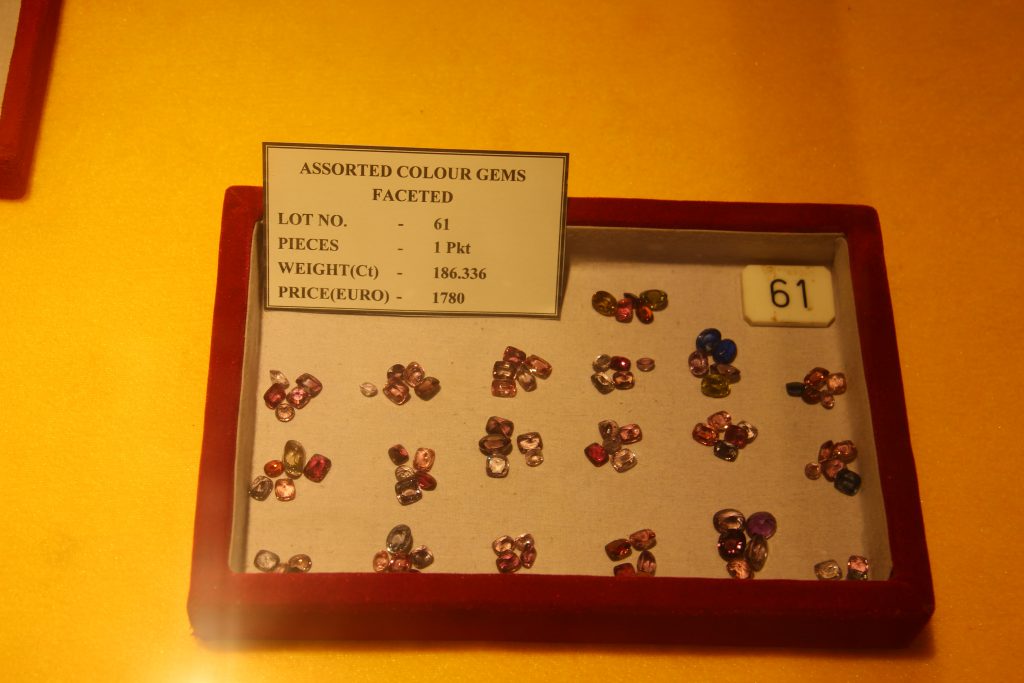 ASSORTED COLOUR GEMS
FACETED
LOT NO. - 61
PIECES - 1 Pkt
WEIGHT(Ct) - 186.336
PRICE(EURO) - 1780
61